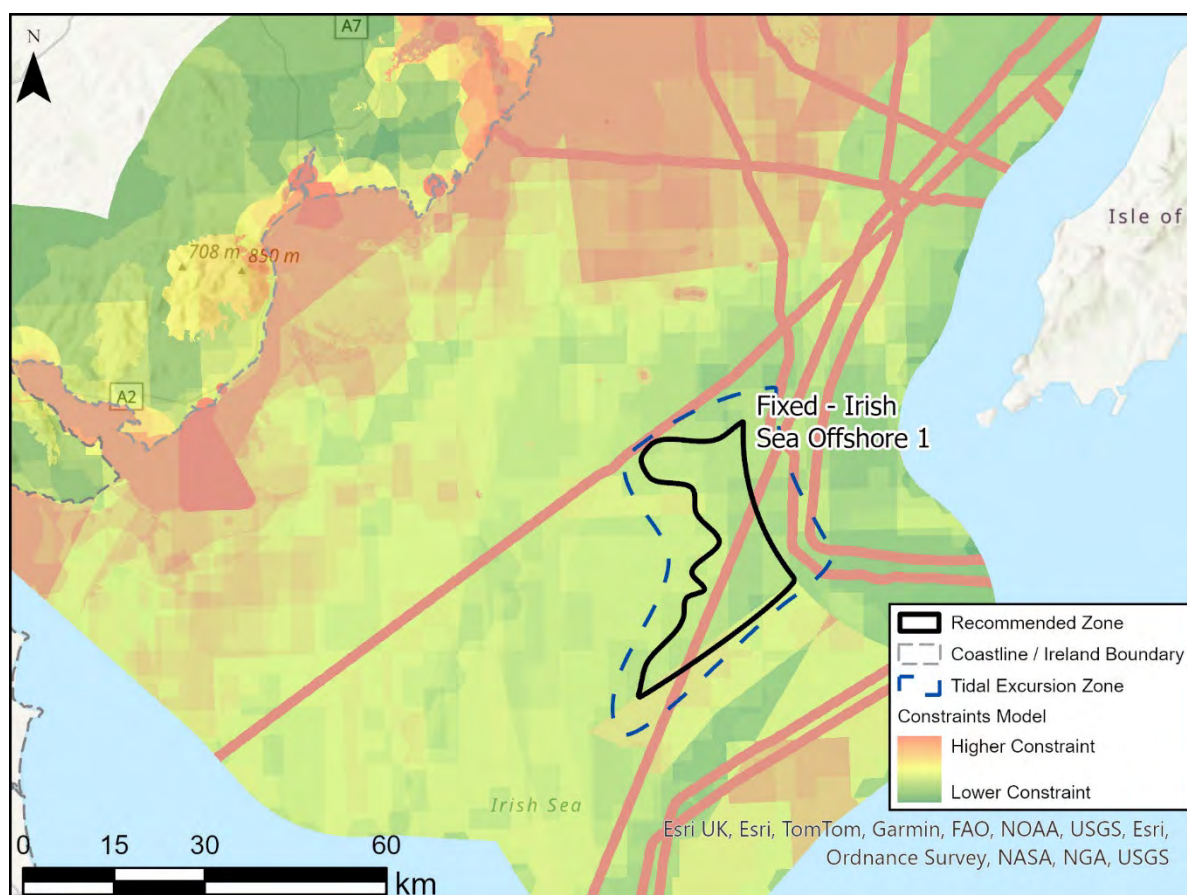 A7
N
Isle of
708 m
850 m
A2
Fixed - Irish
Sea Offshore 1
Recommended Zone
Coastline / Ireland Boundary
Tidal Excursion Zone
Constraints Model
Higher Constraint
Lower Constraint
Irish Sea
Esri UK, Esri, TomTom, Garmin, FAO, NOAA, USGS, Esri,
Ordnance Survey, NASA, NGA, USGS
0 15 30 60
km